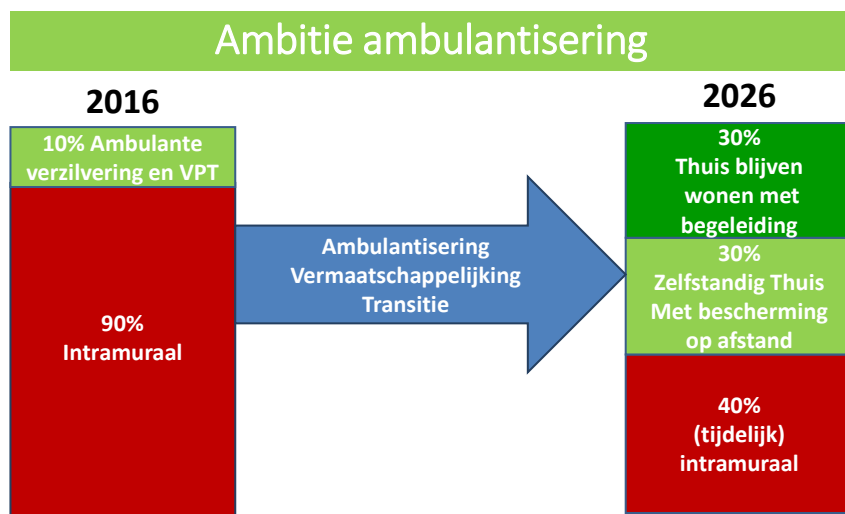 Ambitie ambulantisering
2016
10% Ambulante
verzilvering en VPT
90%
Intramuraal
Ambulantisering
Vermaatschappelijking
Transitie
2026
30%
Thuis blijven
wonen met
begeleiding
30%
Zelfstandig Thuis
Met bescherming
op afstand
40%
(tijdelijk)
intramuraal